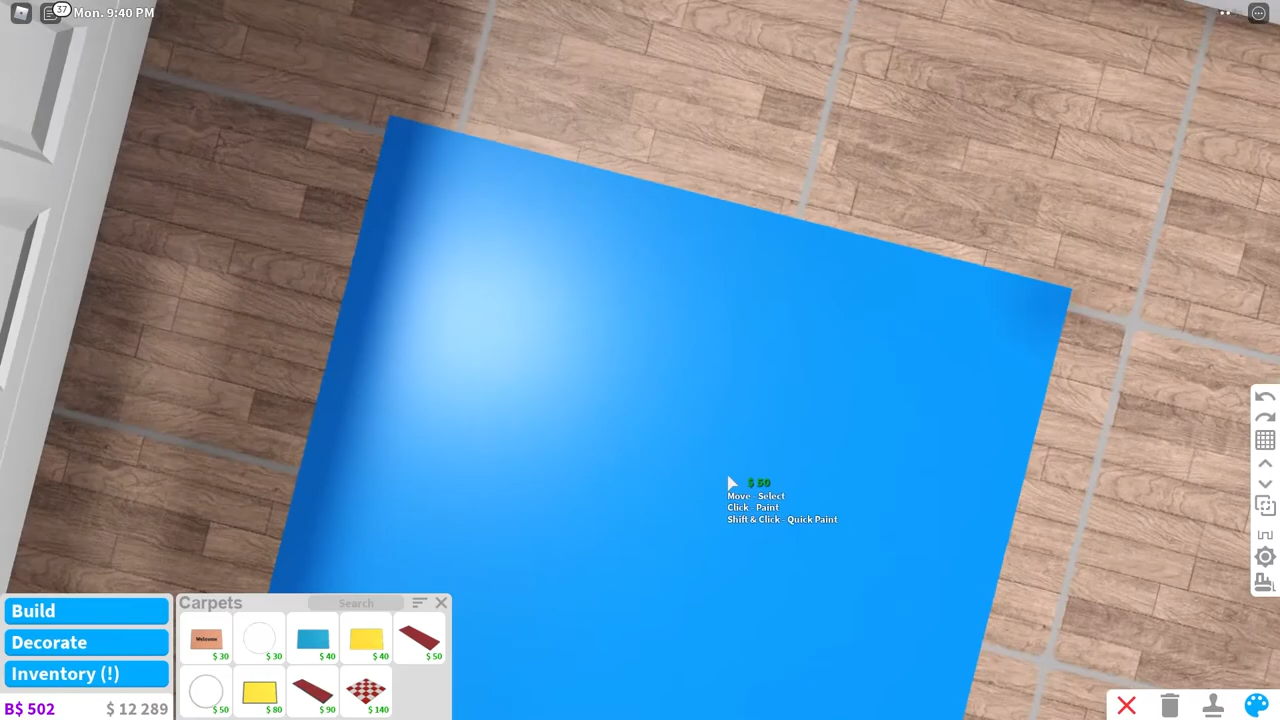 37
Mon. 9:40 PM
$ 60
Move - Select
Click - Paint
Shift & Click - Quick Paint
Build
Decorate
Inventory (!)
B$ 502
$ 12 289
Carpets
Search
Welcome
$ 30
$ 30
$ 40
$ 40
$ 50
$ 50
$ 80
$ 90
$ 140